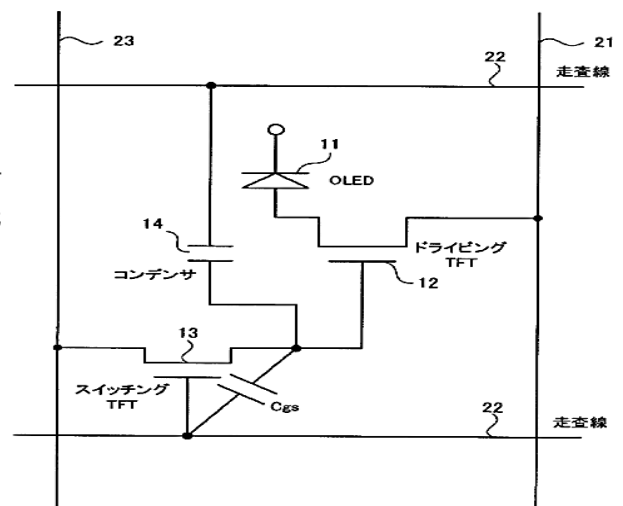 23
21
22
走査線
11
OLED
14
コンデンサ
ドライビング
TFT
12
13
スイッチング
TFT
Cgs
22
走査線